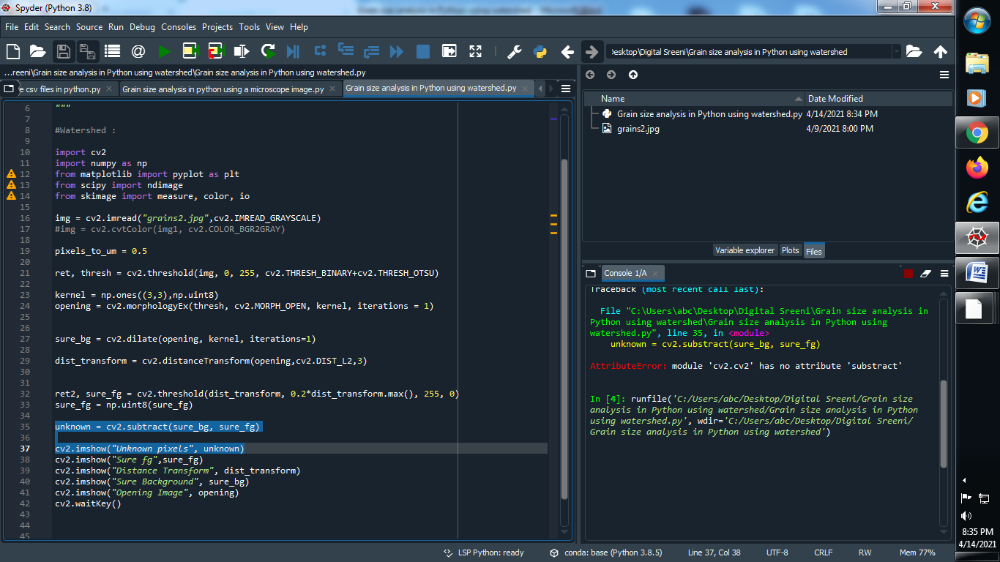 Spyder (Python 3.8)
File Edit Search Source Run Debug Consoles Projects Tools View Help
Desktop\Digital Sreeni\Grain size analysis in Python using watershed
...reeni\Grain size analysis in Python using watershed\Grain size analysis in Python using watershed.py
e csv files in python.py
Grain size analysis in python using a microscope image.py
Grain size analysis in Python using watershed.py
6 """
7
8 #Watershed :
9
10 import cv2
11 import numpy as np
12 from matplotlib import pyplot as plt
13 from scipy import ndimage
14 from skimage import measure, color, io
15
16 img = cv2.imread("grains2.jpg",cv2.IMREAD_GRAYSCALE)
17 #img = cv2.cvtColor(img1, cv2.COLOR_BGR2GRAY)
18
19 pixels_to_um = 0.5
20
21 ret, thresh = cv2.threshold(img, 0, 255, cv2.THRESH_BINARY+cv2.THRESH_OTSU)
22
23 kernel = np.ones((3,3),np.uint8)
24 opening = cv2.morphologyEx(thresh, cv2.MORPH_OPEN, kernel, iterations = 1)
25
26
27 sure_bg = cv2.dilate(opening, kernel, iterations=1)
28
29 dist_transform = cv2.distanceTransform(opening,cv2.DIST_L2,3)
30
31
32 ret2, sure_fg = cv2.threshold(dist_transform, 0.2*dist_transform.max(), 255, 0)
33 sure_fg = np.uint8(sure_fg)
34
35 unknown = cv2.subtract(sure_bg, sure_fg)
36
37 cv2.imshow("Unknown pixels", unknown)
38 cv2.imshow("Sure fg",sure_fg)
39 cv2.imshow("Distance Transform", dist_transform)
40 cv2.imshow("Sure Background", sure_bg)
41 cv2.imshow("Opening Image", opening)
42 cv2.waitKey()
43
44
45
Name Date Modified
Grain size analysis in Python using watershed.py 4/14/2021 8:34 PM
grains2.jpg 4/9/2021 8:00 PM
Variable explorer Plots Files
Console 1/A
Traceback (most recent call last):
File "C:\Users\abc\Desktop\Digital Sreeni\Grain size analysis in
Python using watershed\Grain size analysis in Python using
watershed.py", line 35, in <module>
unknown = cv2.substract(sure_bg, sure_fg)
AttributeError: module 'cv2.cv2' has no attribute 'substract'
In [4]: runfile('C:/Users/abc/Desktop/Digital Sreeni/Grain size
analysis in Python using watershed/Grain size analysis in Python
using watershed.py', wdir='C:/Users/abc/Desktop/Digital Sreeni/
Grain size analysis in Python using watershed')
LSP Python: ready conda: base (Python 3.8.5) Line 37, Col 38 UTF-8 CRLF RW Mem 77%
8:35 PM
4/14/2021